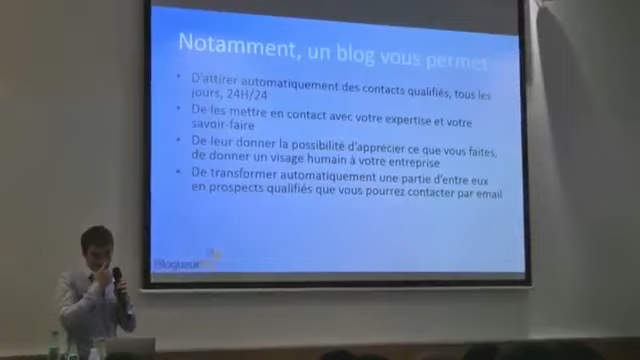 Notamment, un blog vous permet
• D'attirer automatiquement des contacts qualifiés, tous les
jours, 24H/24
• De les mettre en contact avec votre expertise et votre
savoir-faire
• De leur donner la possibilité d'apprécier ce que vous faites,
de donner un visage humain à votre entreprise
• De transformer automatiquement une partie d'entre eux
en prospects qualifiés que vous pourrez contacter par email